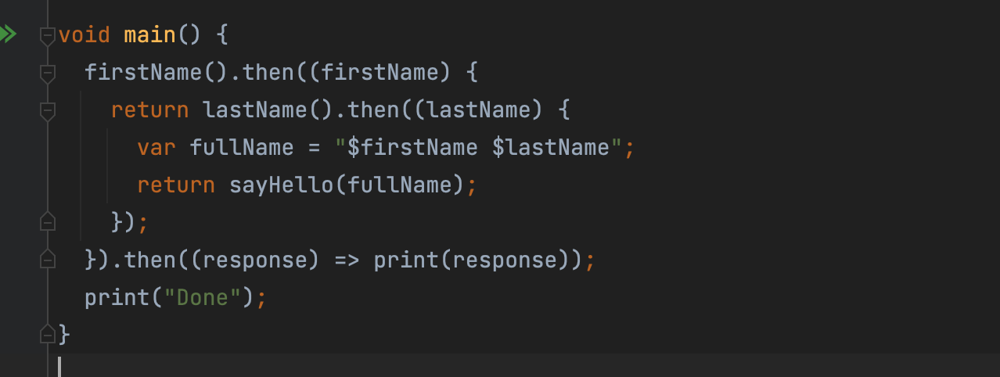 void main() {
  firstName().then((firstName) {
    return lastName().then((lastName) {
      var fullName = "$firstName $lastName";
      return sayHello(fullName);
    });
  }).then((response) => print(response));
  print("Done");
}